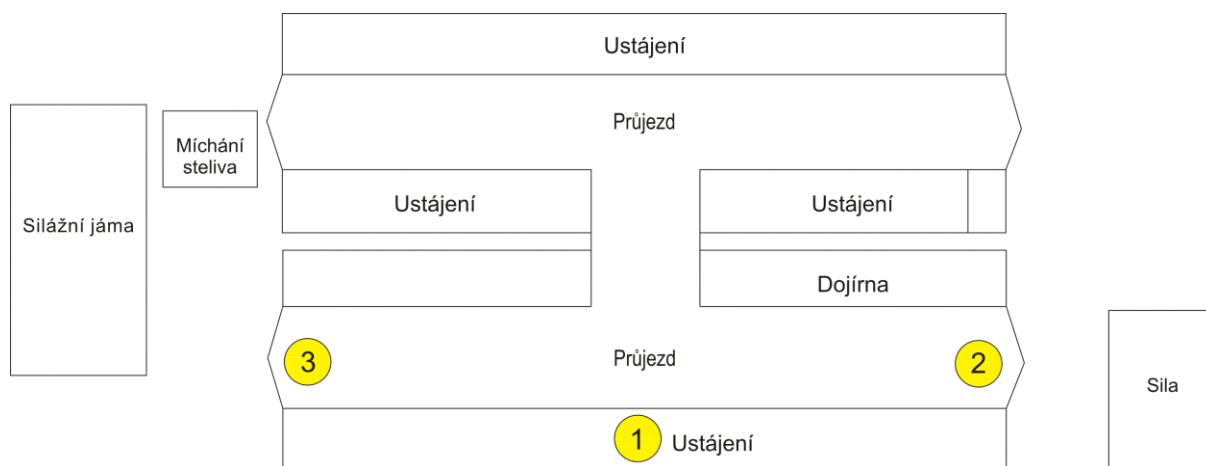 Ustájení
Průjezd
Míchání
steliva
Silážní jáma
Ustájení
Ustájení
Dojírna
3
Průjezd
2
Sila
1
Ustájení